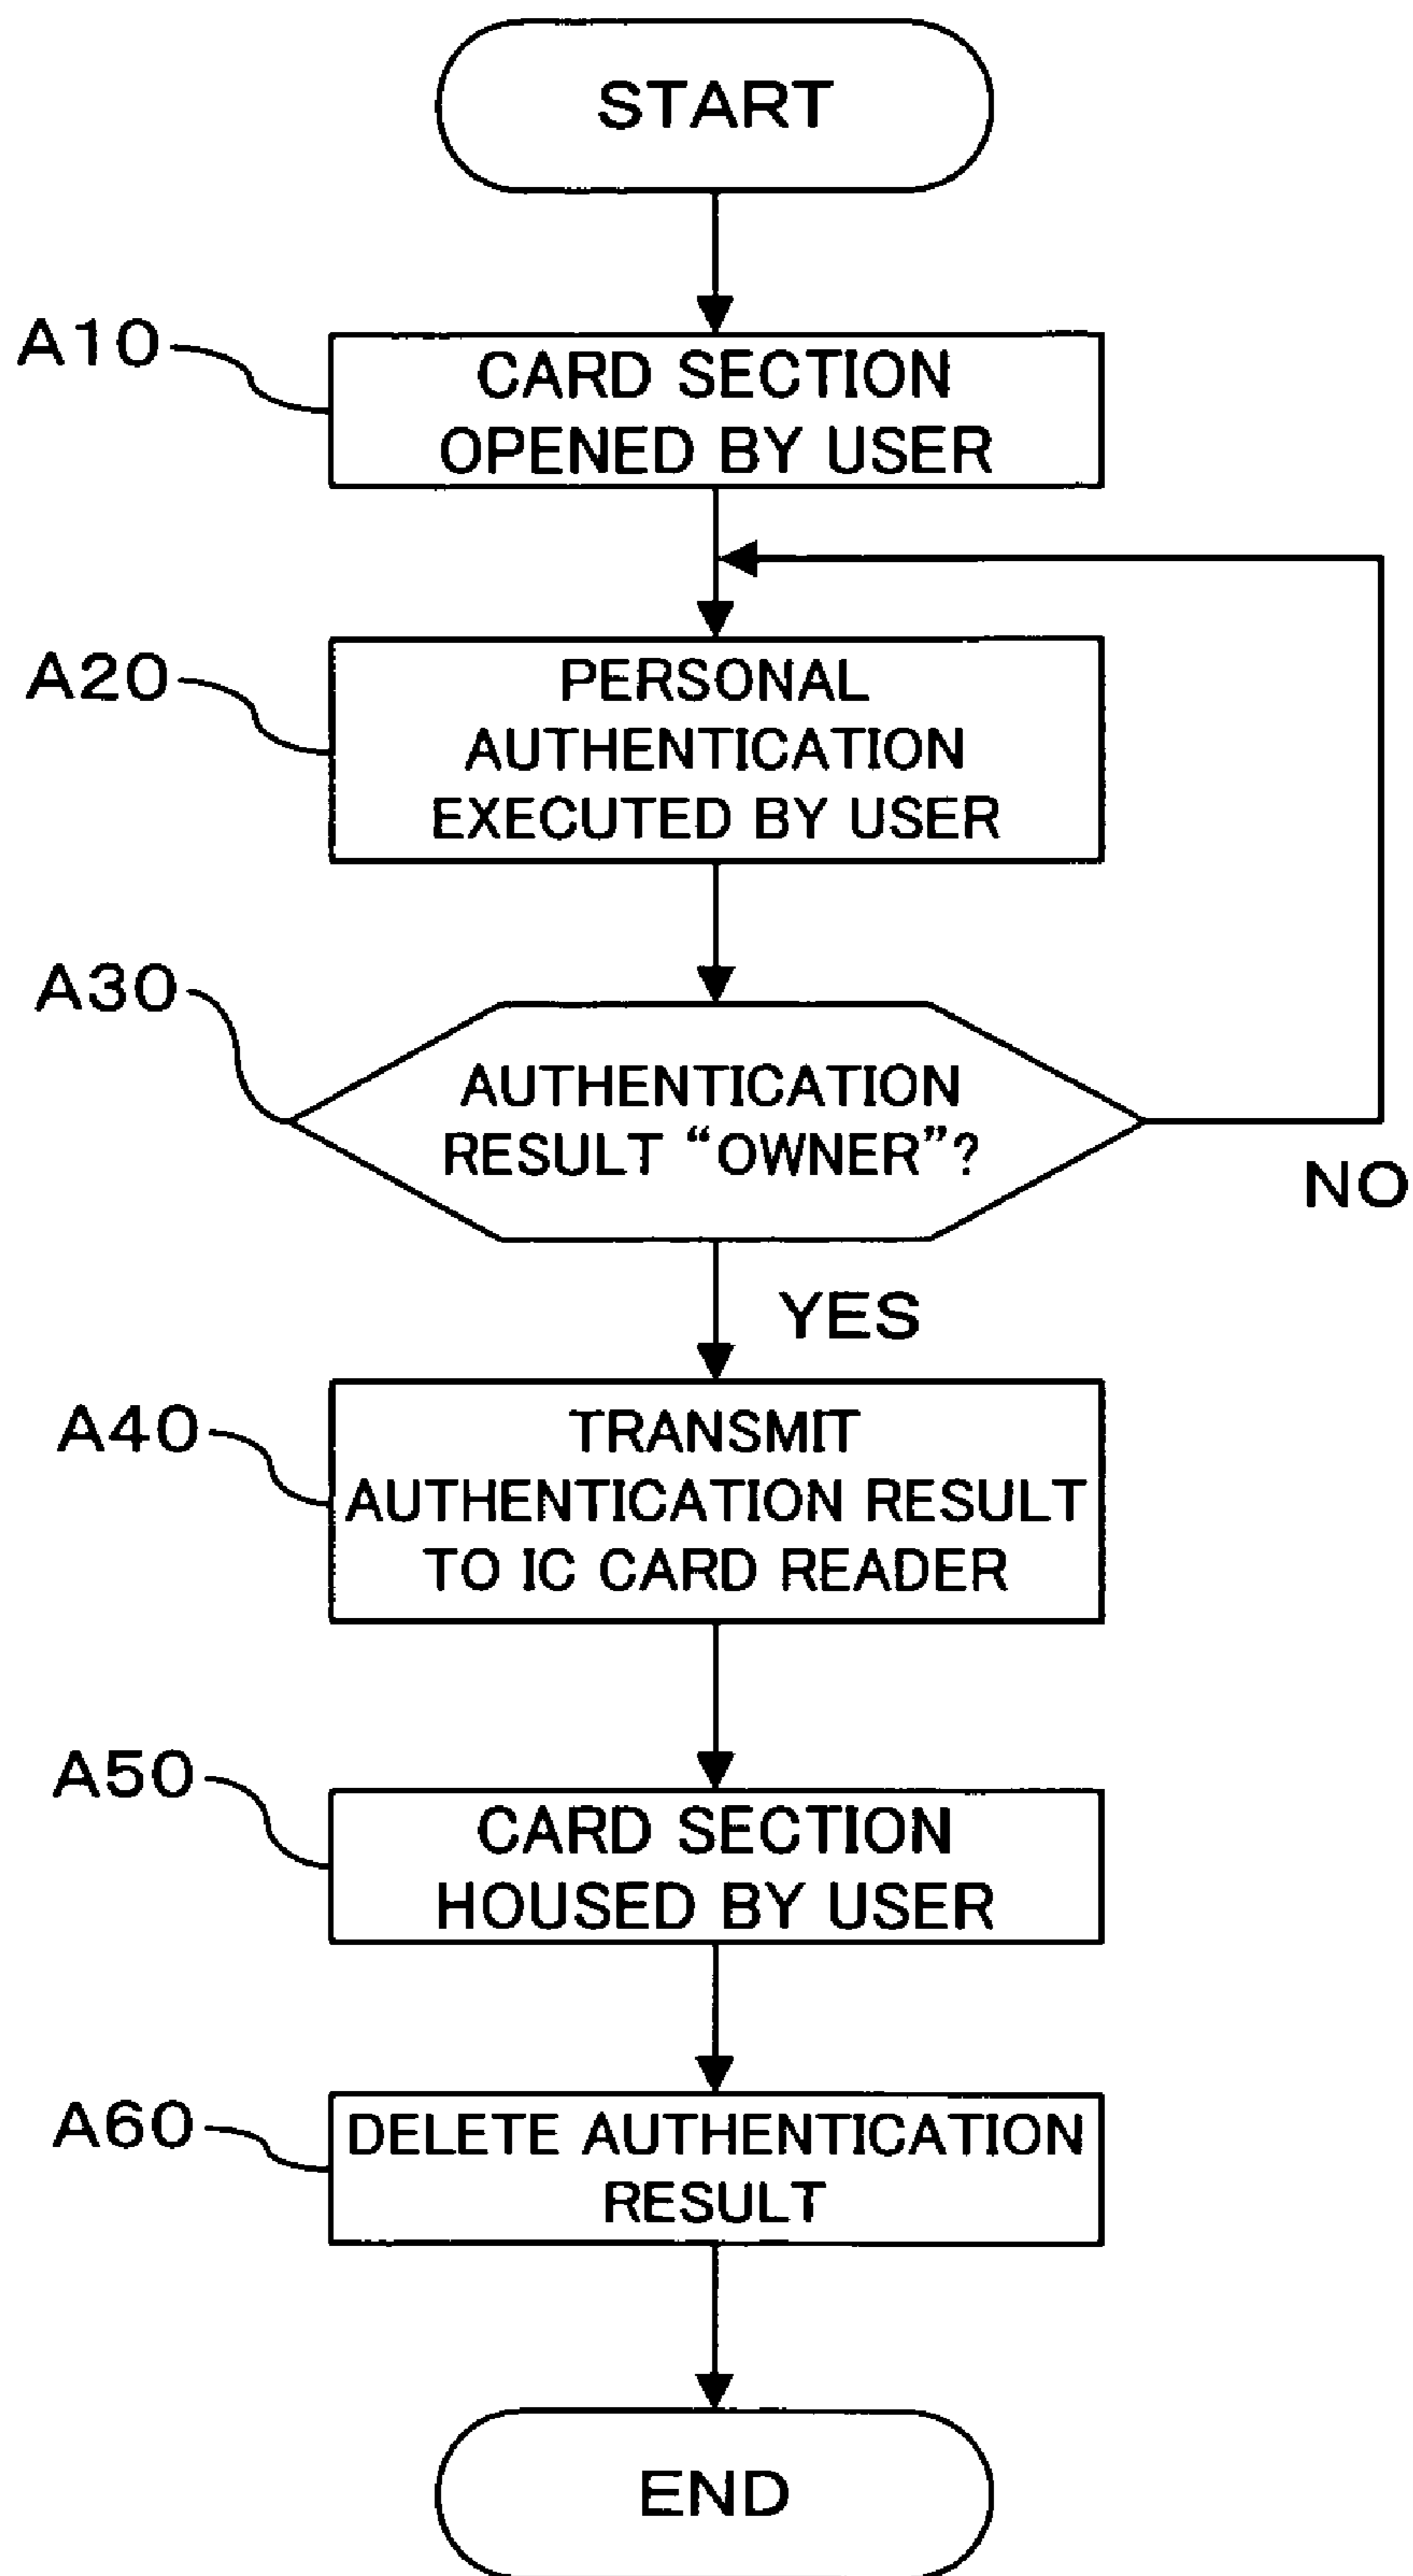 START
A10
CARD SECTION
OPENED BY USER
A20
PERSONAL
AUTHENTICATION
EXECUTED BY USER
A30
AUTHENTICATION
RESULT “OWNER”?
NO
YES
A40
TRANSMIT
AUTHENTICATION RESULT
TO IC CARD READER
A50
CARD SECTION
HOUSED BY USER
A60
DELETE AUTHENTICATION
RESULT
END